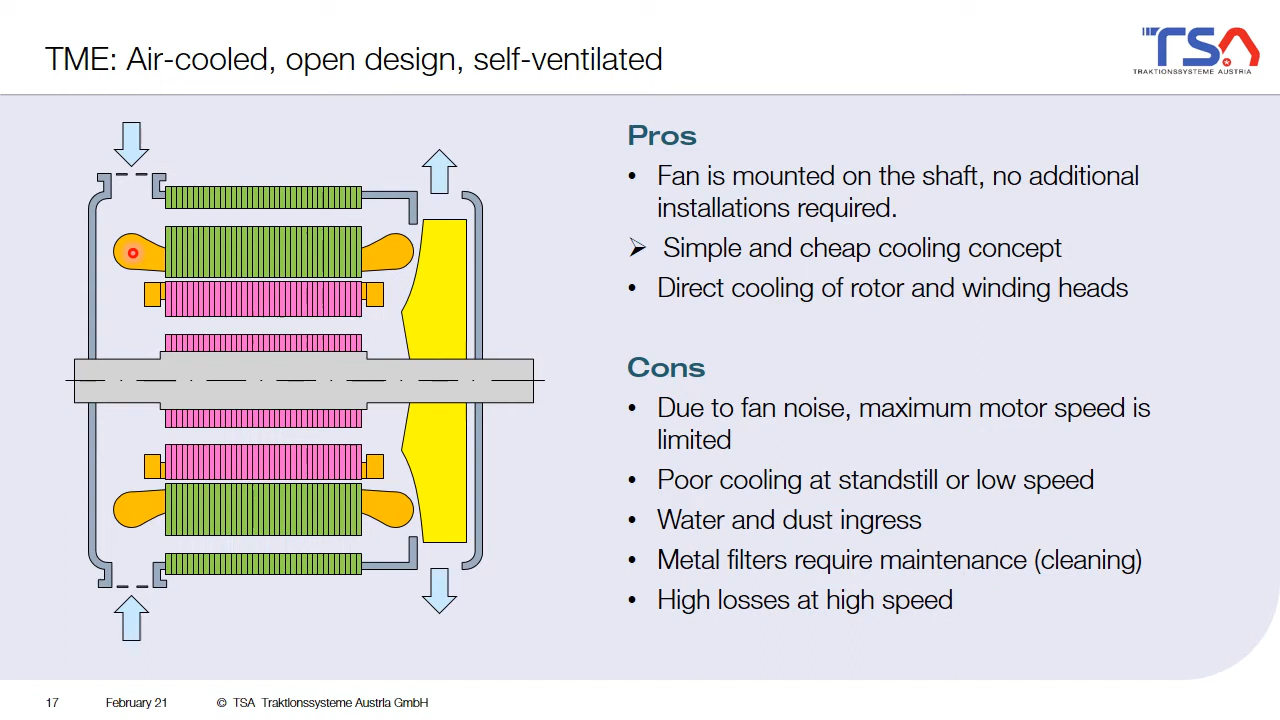 TME: Air-cooled, open design, self-ventilated
TSA
TRAKTIONSSYSTEME AUSTRIA
Pros
• Fan is mounted on the shaft, no additional
installations required.
➢ Simple and cheap cooling concept
• Direct cooling of rotor and winding heads
Cons
• Due to fan noise, maximum motor speed is
limited
• Poor cooling at standstill or low speed
• Water and dust ingress
• Metal filters require maintenance (cleaning)
• High losses at high speed
17 February 21 © TSA Traktionssysteme Austria GmbH